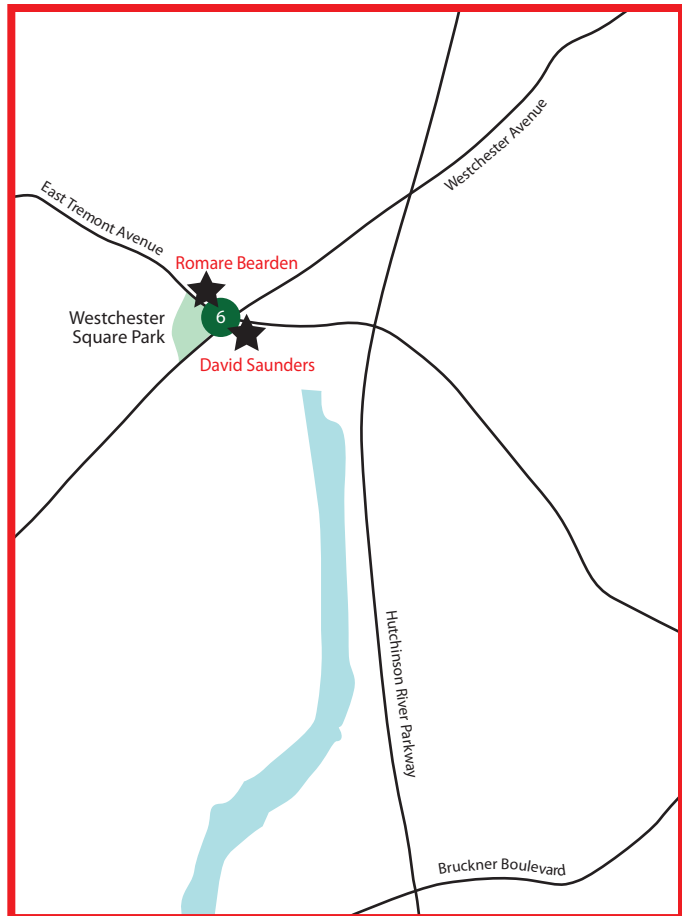 Westchester Avenue
East Tremont Avenue
Romare Bearden
6
Westchester
Square Park
David Saunders
Hutchinson River Parkway
Bruckner Boulevard